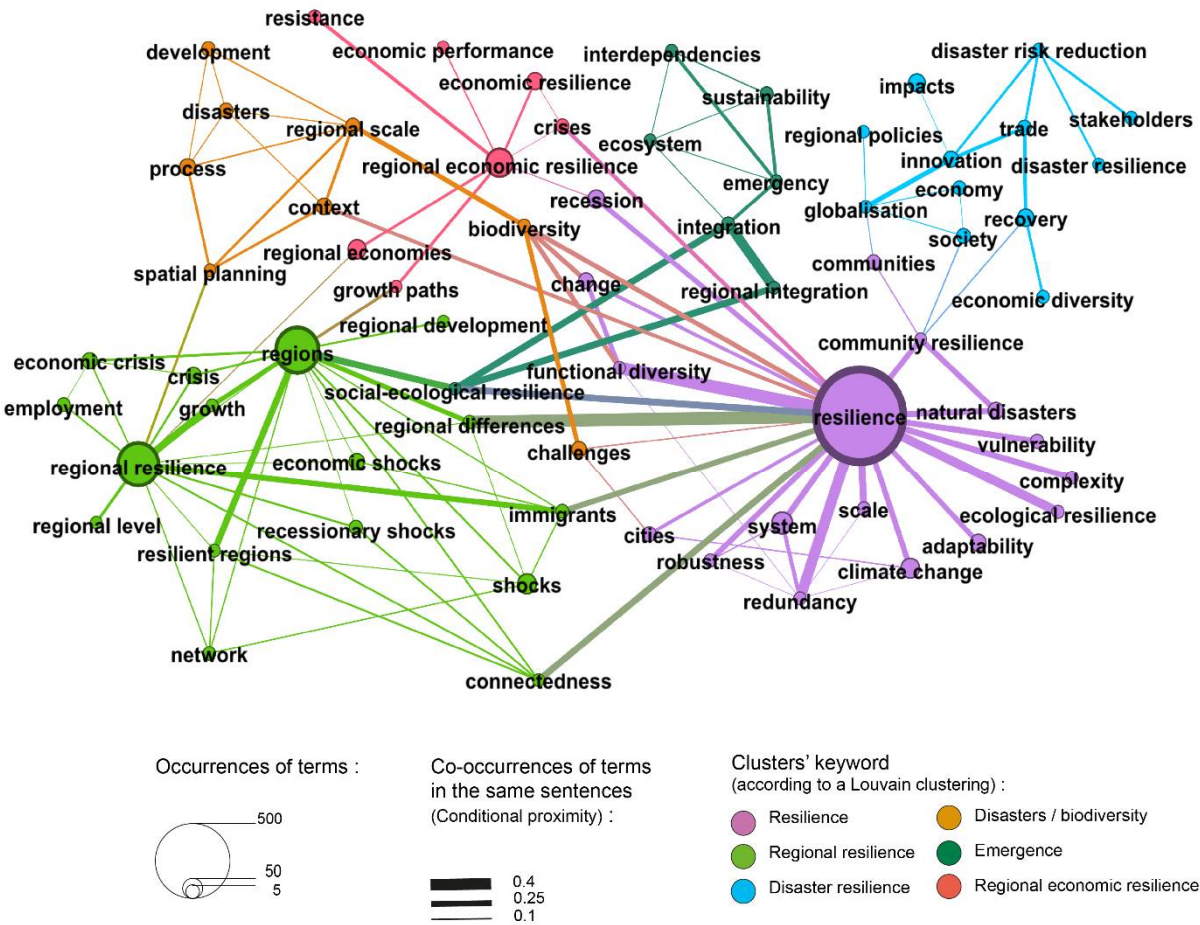 resistance
development
economic performance
interdependencies
disaster risk reduction
economic resilience
impacts
sustainability
disasters
regional scale
crises
ecosystem
regional policies
trade
stakeholders
process
regional economic resilience
innovation
disaster resilience
emergency
economy
context
recession
globalisation
recovery
biodiversity
integration
society
regional economies
communities
spatial planning
growth paths
change
regional integration
economic diversity
regional development
community resilience
regions
economic crisis
crisis
functional diversity
employment
growth
social-ecological resilience
regional differences
resilience
natural disasters
vulnerability
challenges
regional resilience
economic shocks
complexity
regional level
recessionary shocks
immigrants
scale
ecological resilience
system
cities
adaptability
resilient regions
robustness
climate change
shocks
redundancy
network
connectedness
Occurrences of terms :
500
50
5
Co-occurrences of terms
in the same sentences
(Conditional proximity) :
0.4
0.25
0.1
Clusters' keyword
(according to a Louvain clustering) :
Resilience
Regional resilience
Disaster resilience
Disasters / biodiversity
Emergence
Regional economic resilience